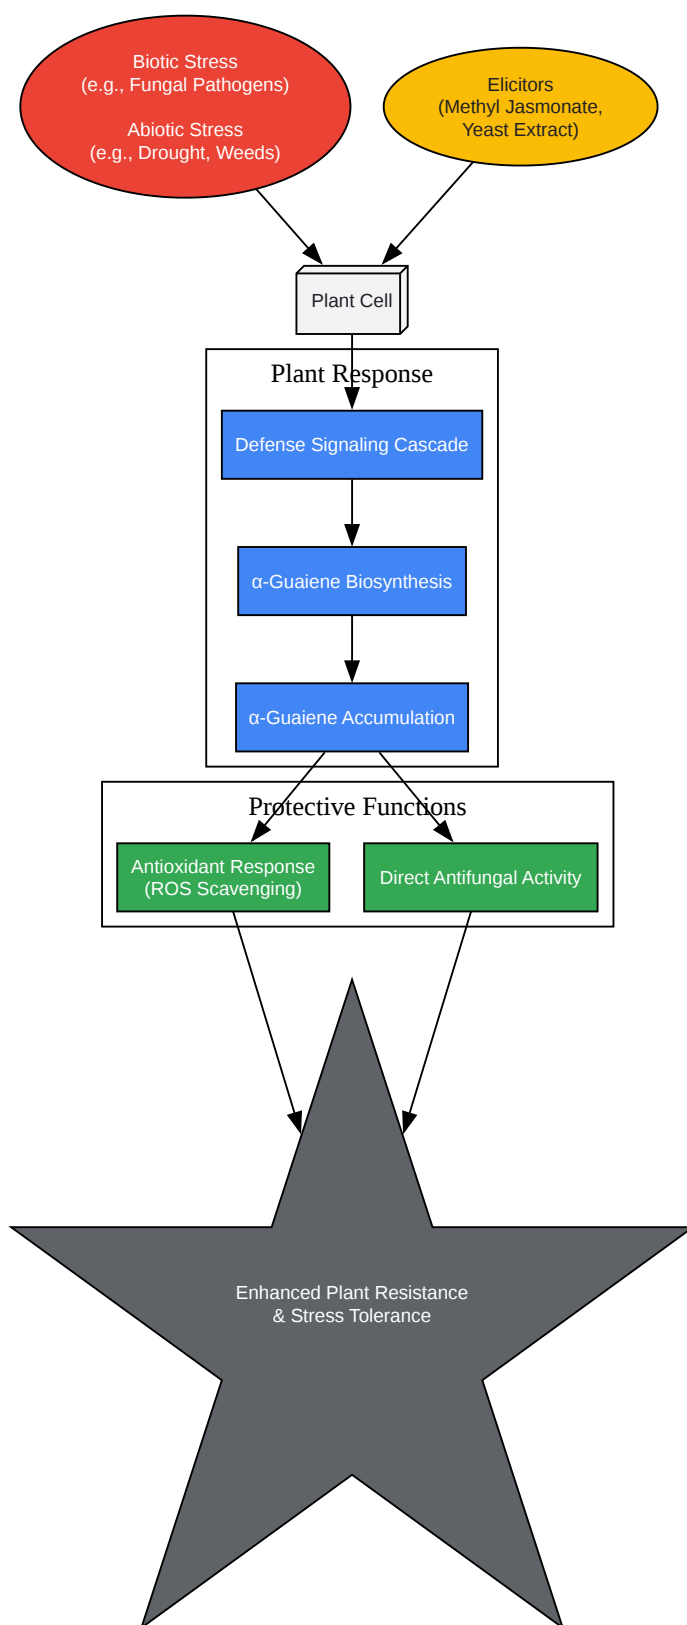 Biotic Stress
(e.g., Fungal Pathogens)
Abiotic Stress
(e.g., Drought, Weeds)
Elicitors
(Methyl Jasmonate,
Yeast Extract)
Plant Cell
Plant Response
Defense Signaling Cascade
α-Guaiene Biosynthesis
α-Guaiene Accumulation
Protective Functions
Antioxidant Response
(ROS Scavenging)
Direct Antifungal Activity
Enhanced Plant Resistance
& Stress Tolerance